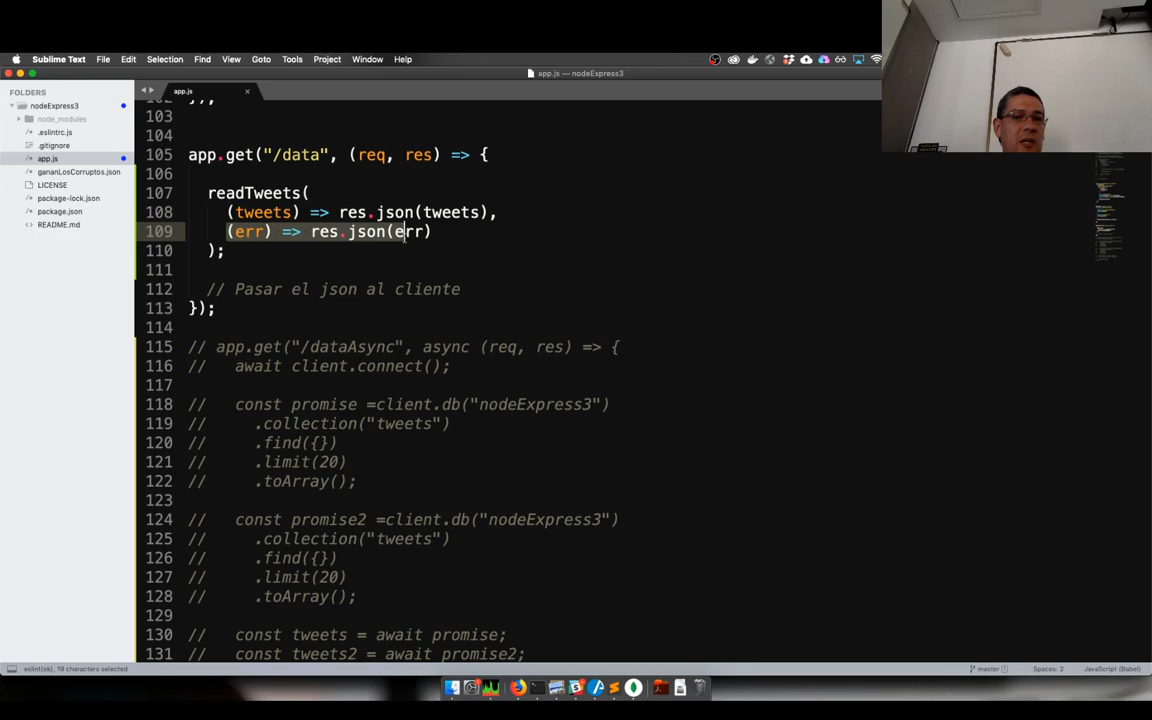 Sublime Text File Edit Selection Find View Goto Tools Project Window Help
app.js — nodeExpress3
FOLDERS
nodeExpress3
node_modules
.eslintrc.js
.gitignore
app.js
gananLosCorruptos.json
LICENSE
package-lock.json
package.json
README.md
app.js
103
104
105 app.get("/data", (req, res) => {
106
107 readTweets(
108 (tweets) => res.json(tweets),
109 (err) => res.json(err)
110 );
111
112 // Pasar el json al cliente
113 });
114
115 // app.get("/dataAsync", async (req, res) => {
116 // await client.connect();
117
118 // const promise =client.db("nodeExpress3")
119 // .collection("tweets")
120 // .find({})
121 // .limit(20)
122 // .toArray();
123
124 // const promise2 =client.db("nodeExpress3")
125 // .collection("tweets")
126 // .find({})
127 // .limit(20)
128 // .toArray();
129
130 // const tweets = await promise;
131 // const tweets2 = await promise2;
eslint(ok), 19 characters selected master Spaces: 2 JavaScript (Babel)